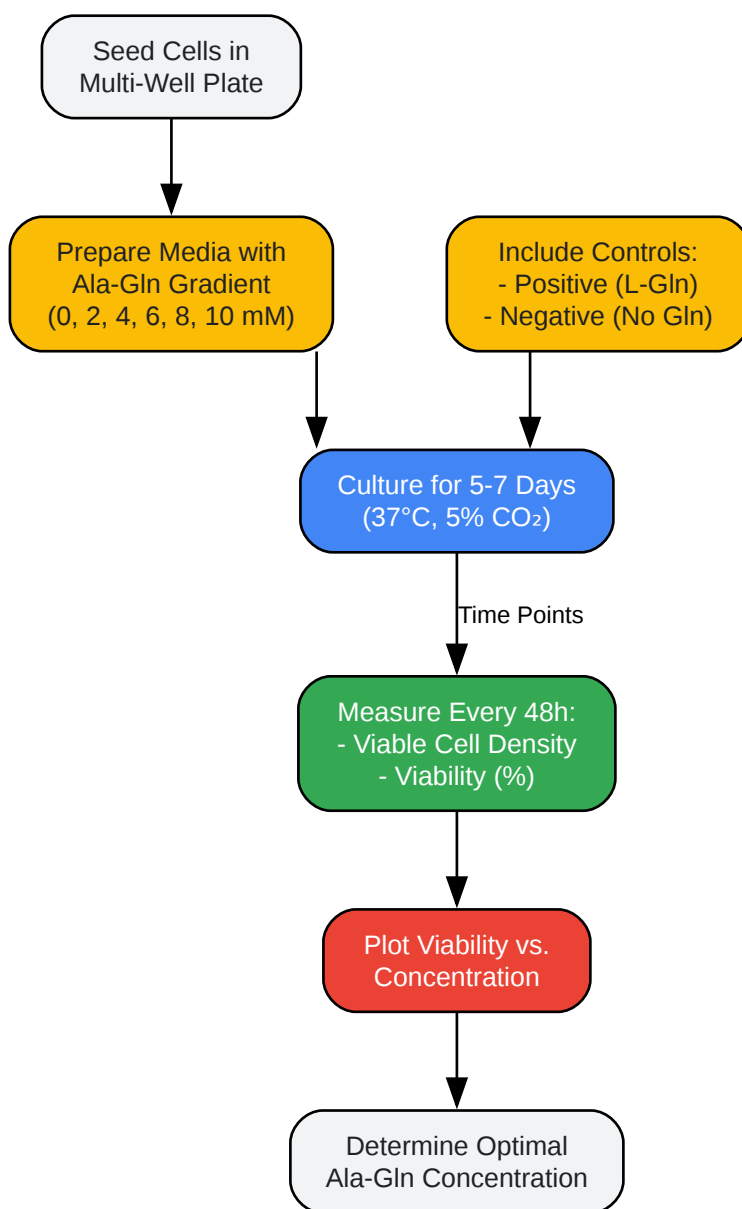 Seed Cells in
Multi-Well Plate
Prepare Media with
Ala-Gln Gradient
(0, 2, 4, 6, 8, 10 mM)
Include Controls:
- Positive (L-Gln)
- Negative (No Gln)
Culture for 5-7 Days
(37°C, 5% CO₂)
Time Points
Measure Every 48h:
- Viable Cell Density
- Viability (%)
Plot Viability vs.
Concentration
Determine Optimal
Ala-Gln Concentration